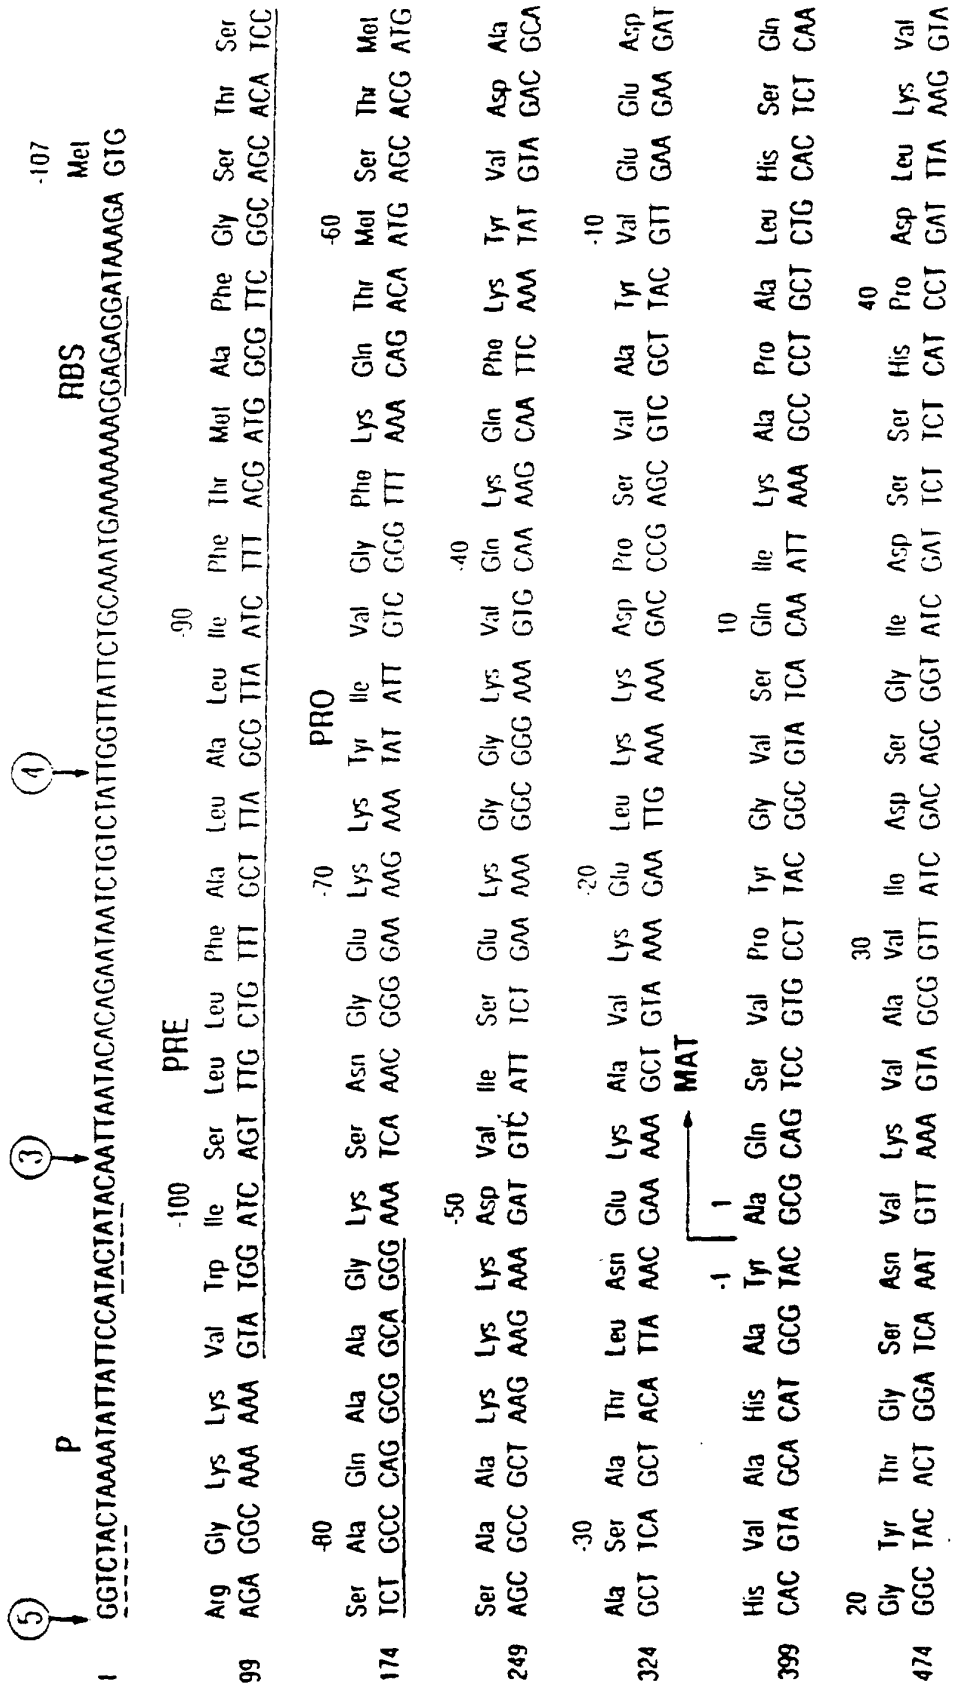 ⑤ P ③ ④ RBS -107
Met
1 GGTCTACTAAAATATTATTCCATACTATACAATTAATACACAGAATAATCTGTCTATTGGTTATTCTGCAAATGAAAAAAAGGAGAGGATAAAGA GTG
PRE
-100 -90
Arg Gly Lys Lys Val Trp Ile Ser Leu Leu Phe Ala Leu Ala Leu Ile Phe Thr Met Ala Phe Gly Ser Thr Ser
99 AGA GGC AAA AAA GTA TGG ATC AGT TTG CTG TTT GCT TTA GCG TTA ATC TTT ACG ATG GCG TTC GGC AGC ACA TCC
PRO
-80 -70 -60
Ser Ala Gln Ala Ala Gly Lys Ser Asn Gly Glu Lys Lys Tyr Ile Val Gly Phe Lys Gln Thr Met Ser Thr Met
174 TCT GCC CAG GCG GCA GGG AAA TCA AAC GGG GAA AAG AAA TAT ATT GTC GGG TTT AAA CAG ACA ATG AGC ACG ATG
-50 -40
Ser Ala Ala Lys Lys Lys Asp Val Ile Ser Glu Lys Gly Gly Lys Val Gln Lys Gln Phe Lys Tyr Val Asp Ala
249 AGC GCC GCT AAG AAG AAA GAT GTC ATT TCT GAA AAA GGC GGG AAA GTG CAA AAG CAA TTC AAA TAT GTA GAC GCA
-30 -20 -10
Ala Ser Ala Thr Leu Asn Glu Lys Ala Val Lys Glu Leu Lys Lys Asp Pro Ser Val Ala Tyr Val Glu Glu Asp
324 GCT TCA GCT ACA TTA AAC GAA AAA GCT GTA AAA GAA TTG AAA AAA GAC CCG AGC GTC GCT TAC GTT GAA GAA GAT
MAT
-1 1 10
His Val Ala His Ala Tyr Ala Gln Ser Val Pro Tyr Gly Val Ser Gln Ile Lys Ala Pro Ala Leu His Ser Gln
399 CAC GTA GCA CAT GCG TAC GCG CAG TCC GTG CCT TAC GGC GTA TCA CAA ATT AAA GCC CCT GCT CTG CAC TCT CAA
20 30 40
Gly Tyr Thr Gly Ser Asn Val Lys Val Ala Val Ile Asp Ser Gly Ile Asp Ser Ser His Pro Asp Leu Lys Val
474 GGC TAC ACT GGA TCA AAT GTT AAA GTA GCG GTT ATC GAC AGC GGT ATC GAT TCT TCT CAT CCT GAT TTA AAG GTA